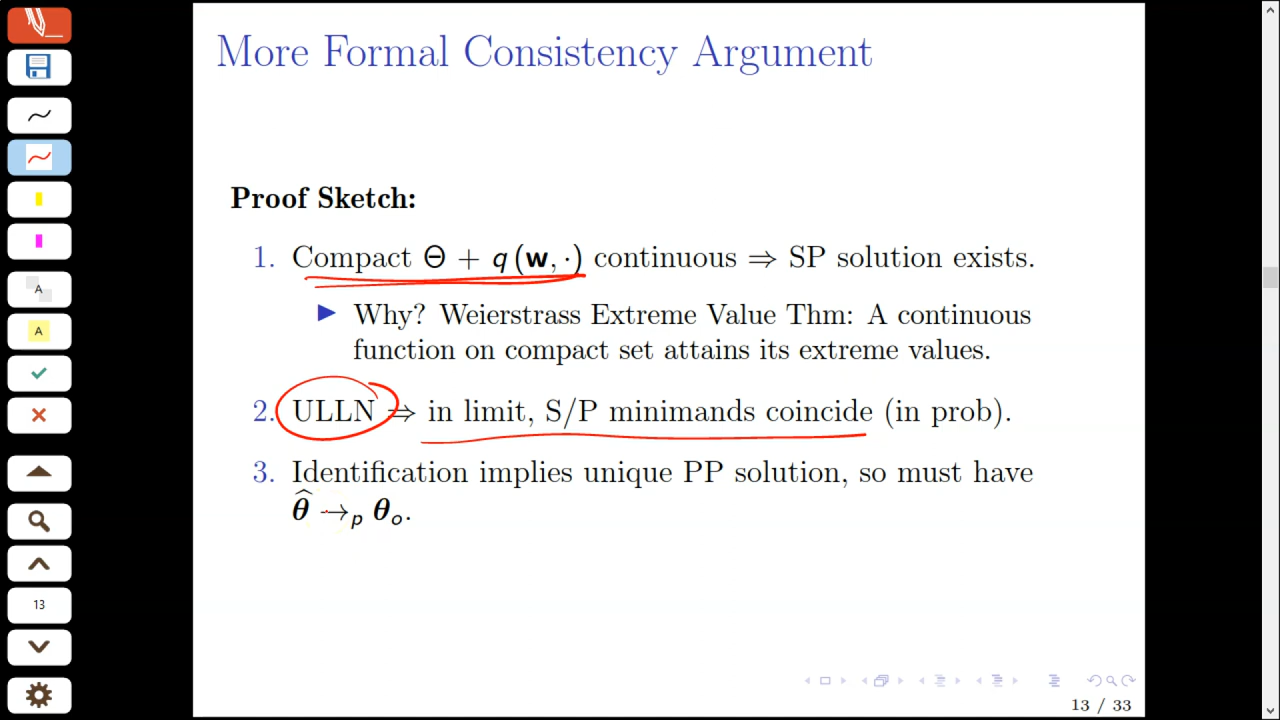 More Formal Consistency Argument
Proof Sketch:
1. Compact Θ + q (w, ·) continuous ⇒ SP solution exists.
▶ Why? Weierstrass Extreme Value Thm: A continuous
function on compact set attains its extreme values.
2. ULLN ⇒ in limit, S/P minimands coincide (in prob).
3. Identification implies unique PP solution, so must have
θ̂ →p θo.
A
A
13
13 / 33